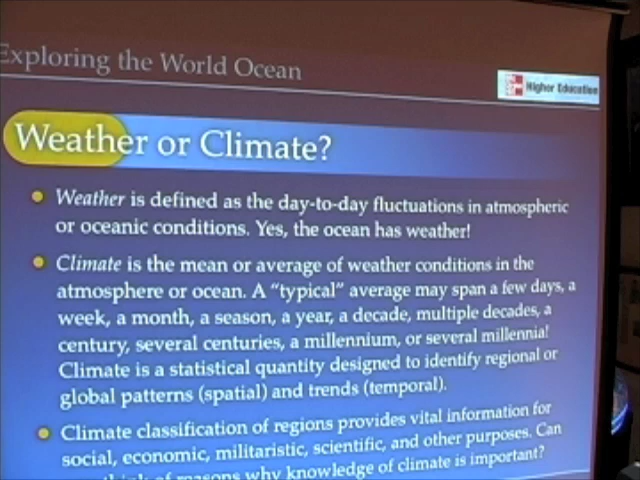 Exploring the World Ocean
Higher Education
Weather or Climate?
Weather is defined as the day-to-day fluctuations in atmospheric
or oceanic conditions. Yes, the ocean has weather!
Climate is the mean or average of weather conditions in the
atmosphere or ocean. A “typical” average may span a few days, a
week, a month, a season, a year, a decade, multiple decades, a
century, several centuries, a millennium, or several millennia!
Climate is a statistical quantity designed to identify regional or
global patterns (spatial) and trends (temporal).
Climate classification of regions provides vital information for
social, economic, militaristic, scientific, and other purposes. Can
think of reasons why knowledge of climate is important?